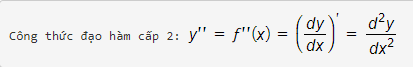 Công thức đạo hàm cấp 2: y'' = f''(x) = (dy/dx)' = d²y/dx²